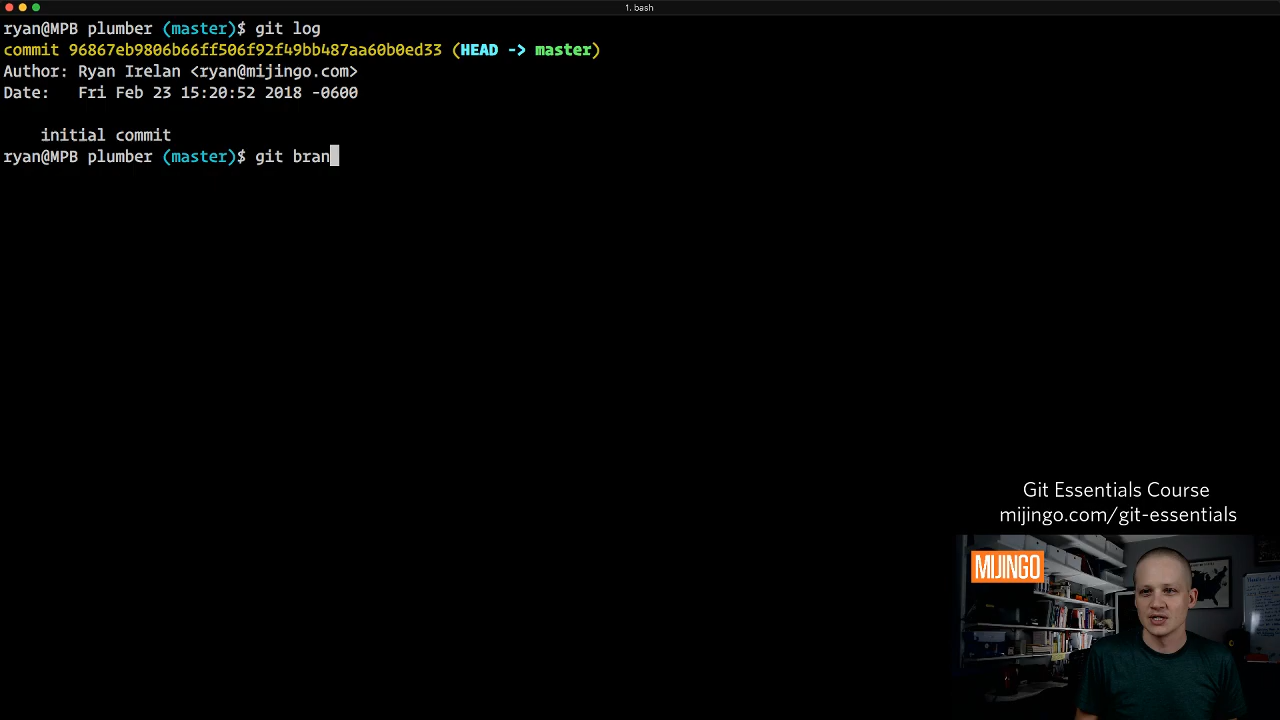 1. bash
ryan@MPB plumber (master)$ git log
commit 96867eb9806b66ff506f92f49bb487aa60b0ed33 (HEAD -> master)
Author: Ryan Irelan <ryan@mijingo.com>
Date:   Fri Feb 23 15:20:52 2018 -0600
    initial commit
ryan@MPB plumber (master)$ git bran
Git Essentials Course
mijingo.com/git-essentials
MIJINGO